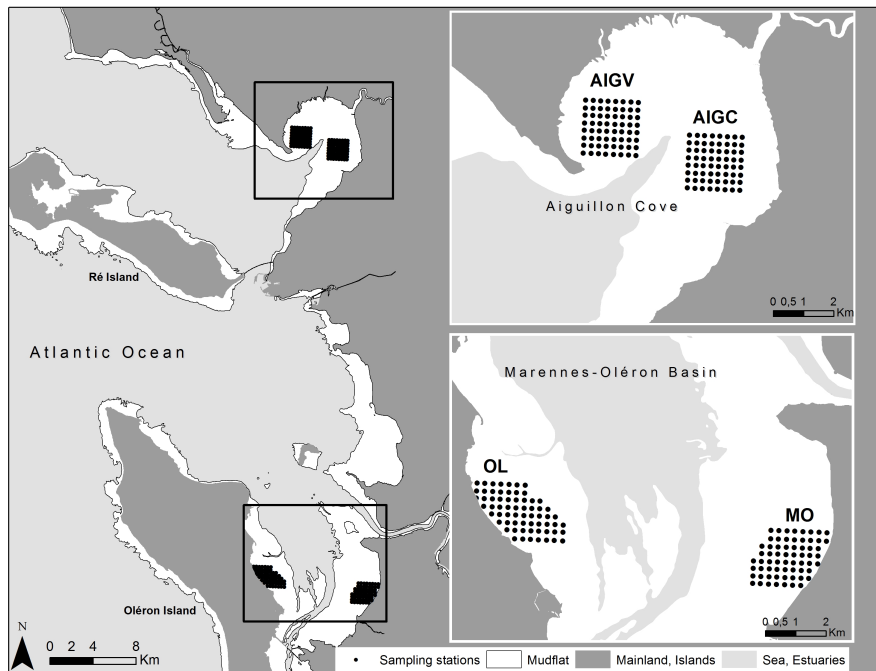 AIGV
AIGC
Aiguillon Cove
0 0,5 1 2
Km
Ré Island
Atlantic Ocean
Marennes-Oléron Basin
OL
MO
0 0,5 1 2
Km
Oléron Island
N
0 2 4 8
Km
Sampling stations Mudflat Mainland, Islands Sea, Estuaries